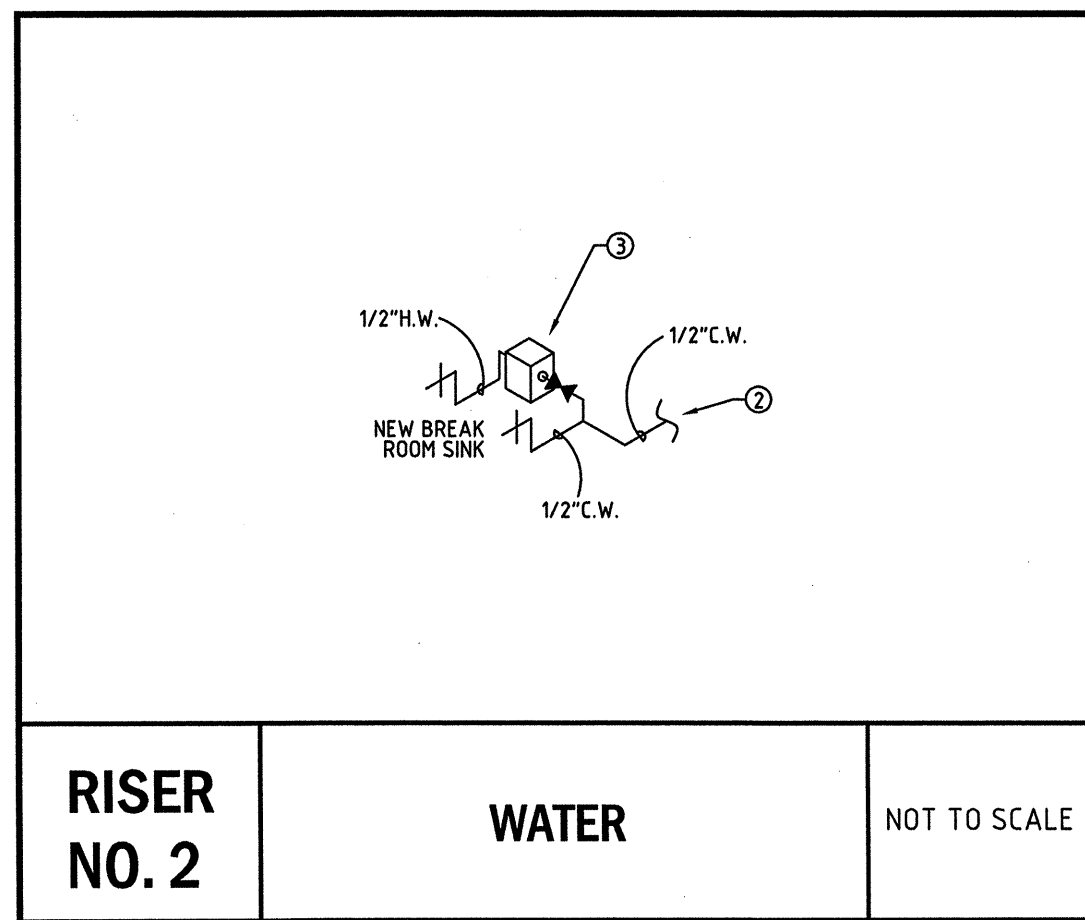 3
1/2"H.W.
1/2"C.W.
2
NEW BREAK
ROOM SINK
1/2"C.W.
RISER
NO. 2
WATER
NOT TO SCALE